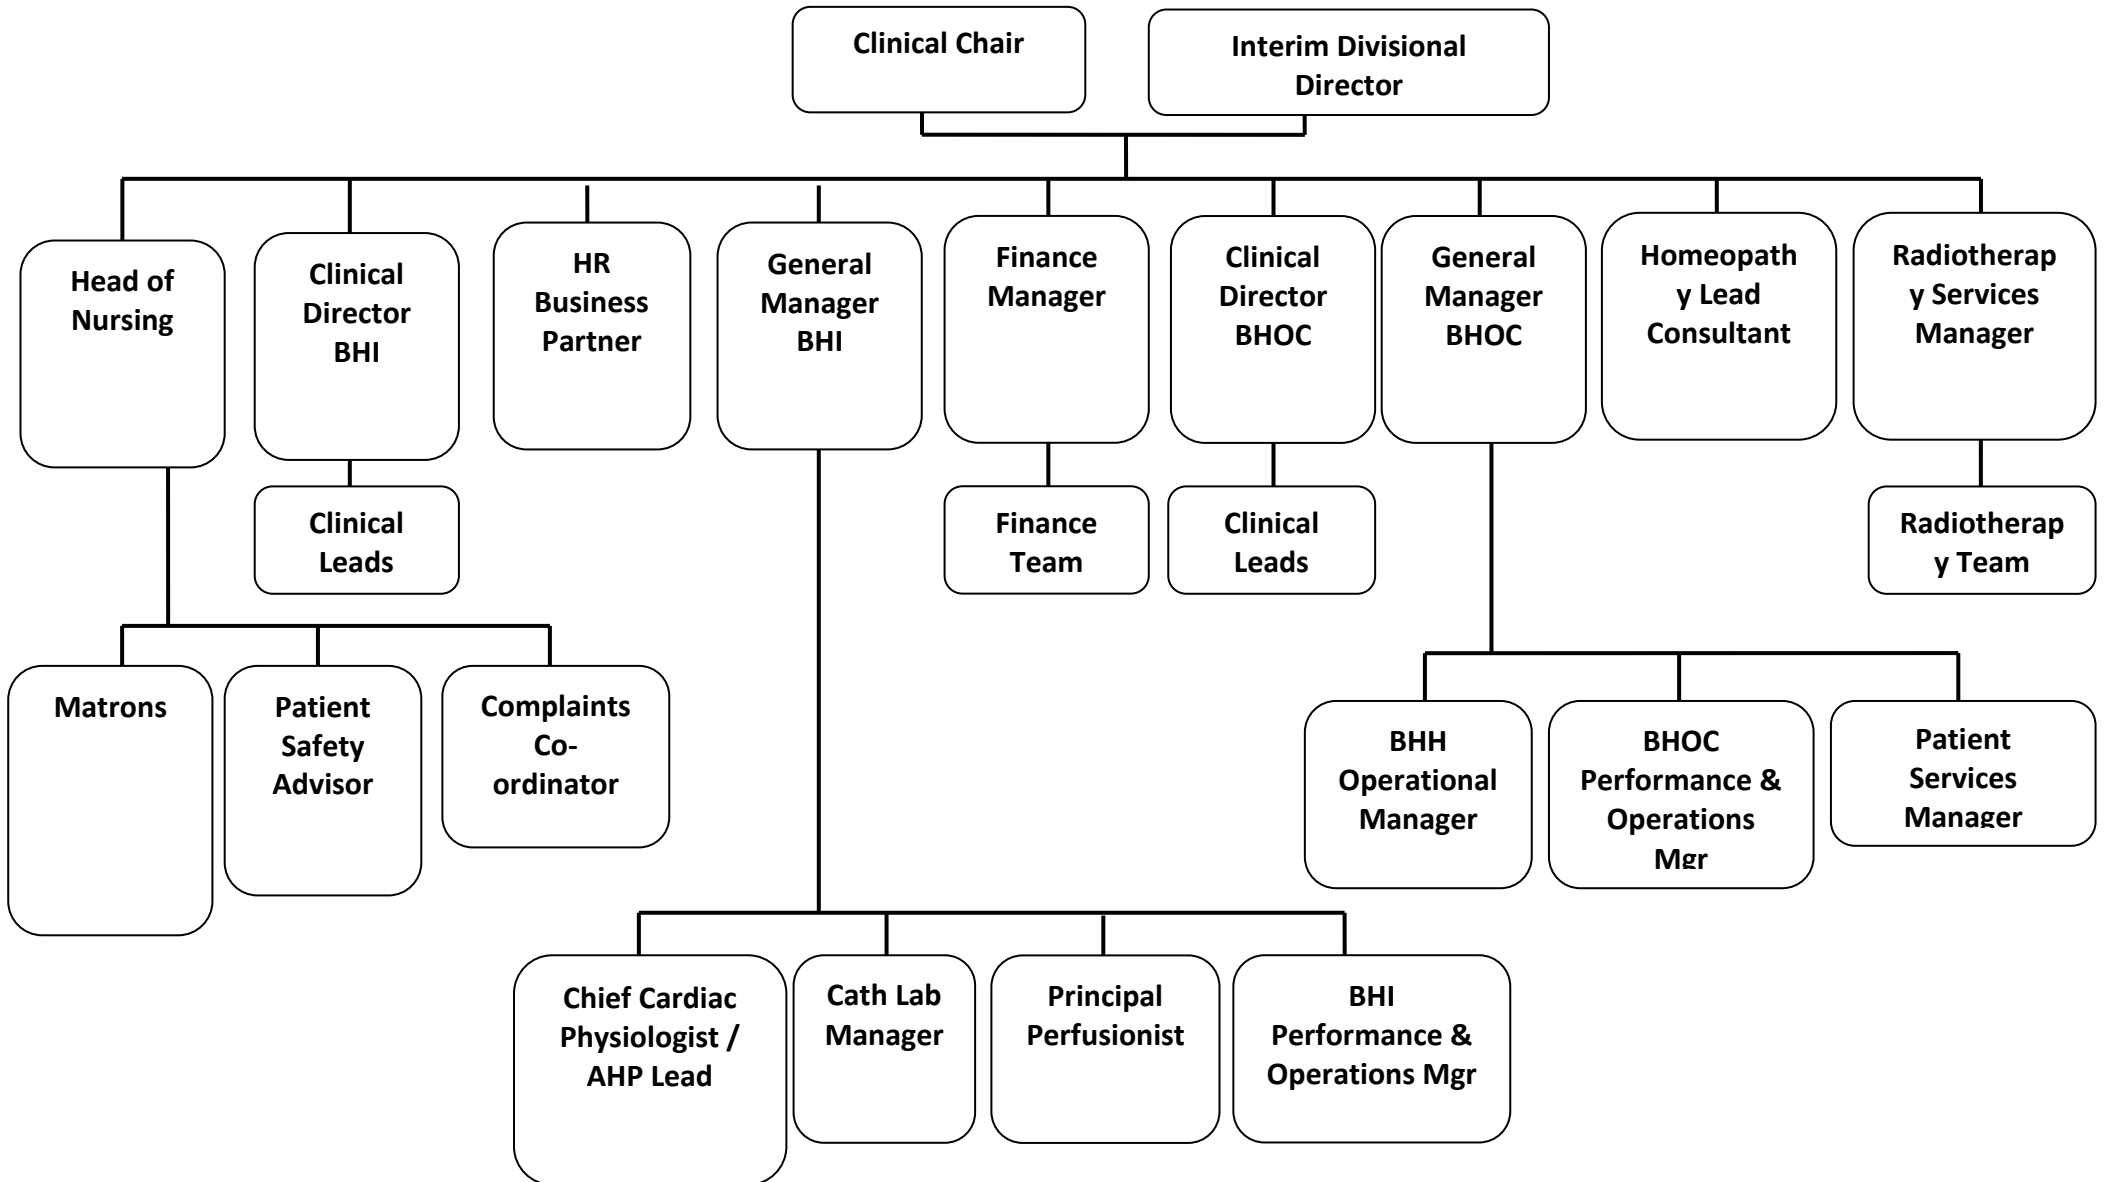 Clinical Chair
Interim Divisional
Director
Head of
Nursing
Clinical
Director
BHI
HR
Business
Partner
General
Manager
BHI
Finance
Manager
Clinical
Director
BHOC
General
Manager
BHOC
Homeopath
y Lead
Consultant
Radiotherap
y Services
Manager
Clinical
Leads
Finance
Team
Clinical
Leads
Radiotherap
y Team
Matrons
Patient
Safety
Advisor
Complaints
Co-
ordinator
BHH
Operational
Manager
BHOC
Performance &
Operations
Mgr
Patient
Services
Manager
Chief Cardiac
Physiologist /
AHP Lead
Cath Lab
Manager
Principal
Perfusionist
BHI
Performance &
Operations Mgr